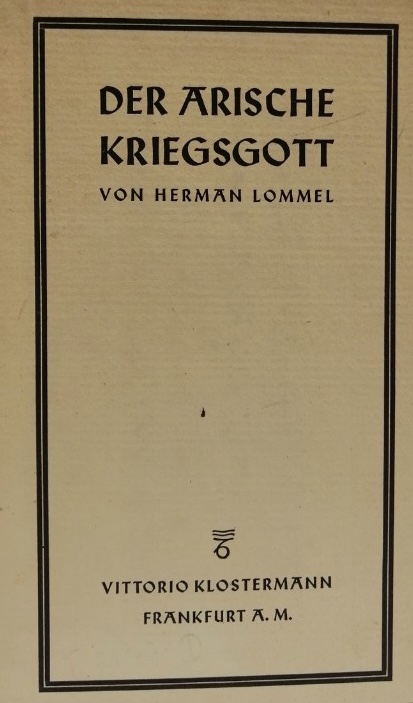 DER ARISCHE
KRIEGSGOTT
VON HERMAN LOMMEL
VITTORIO KLOSTERMANN
FRANKFURT A. M.